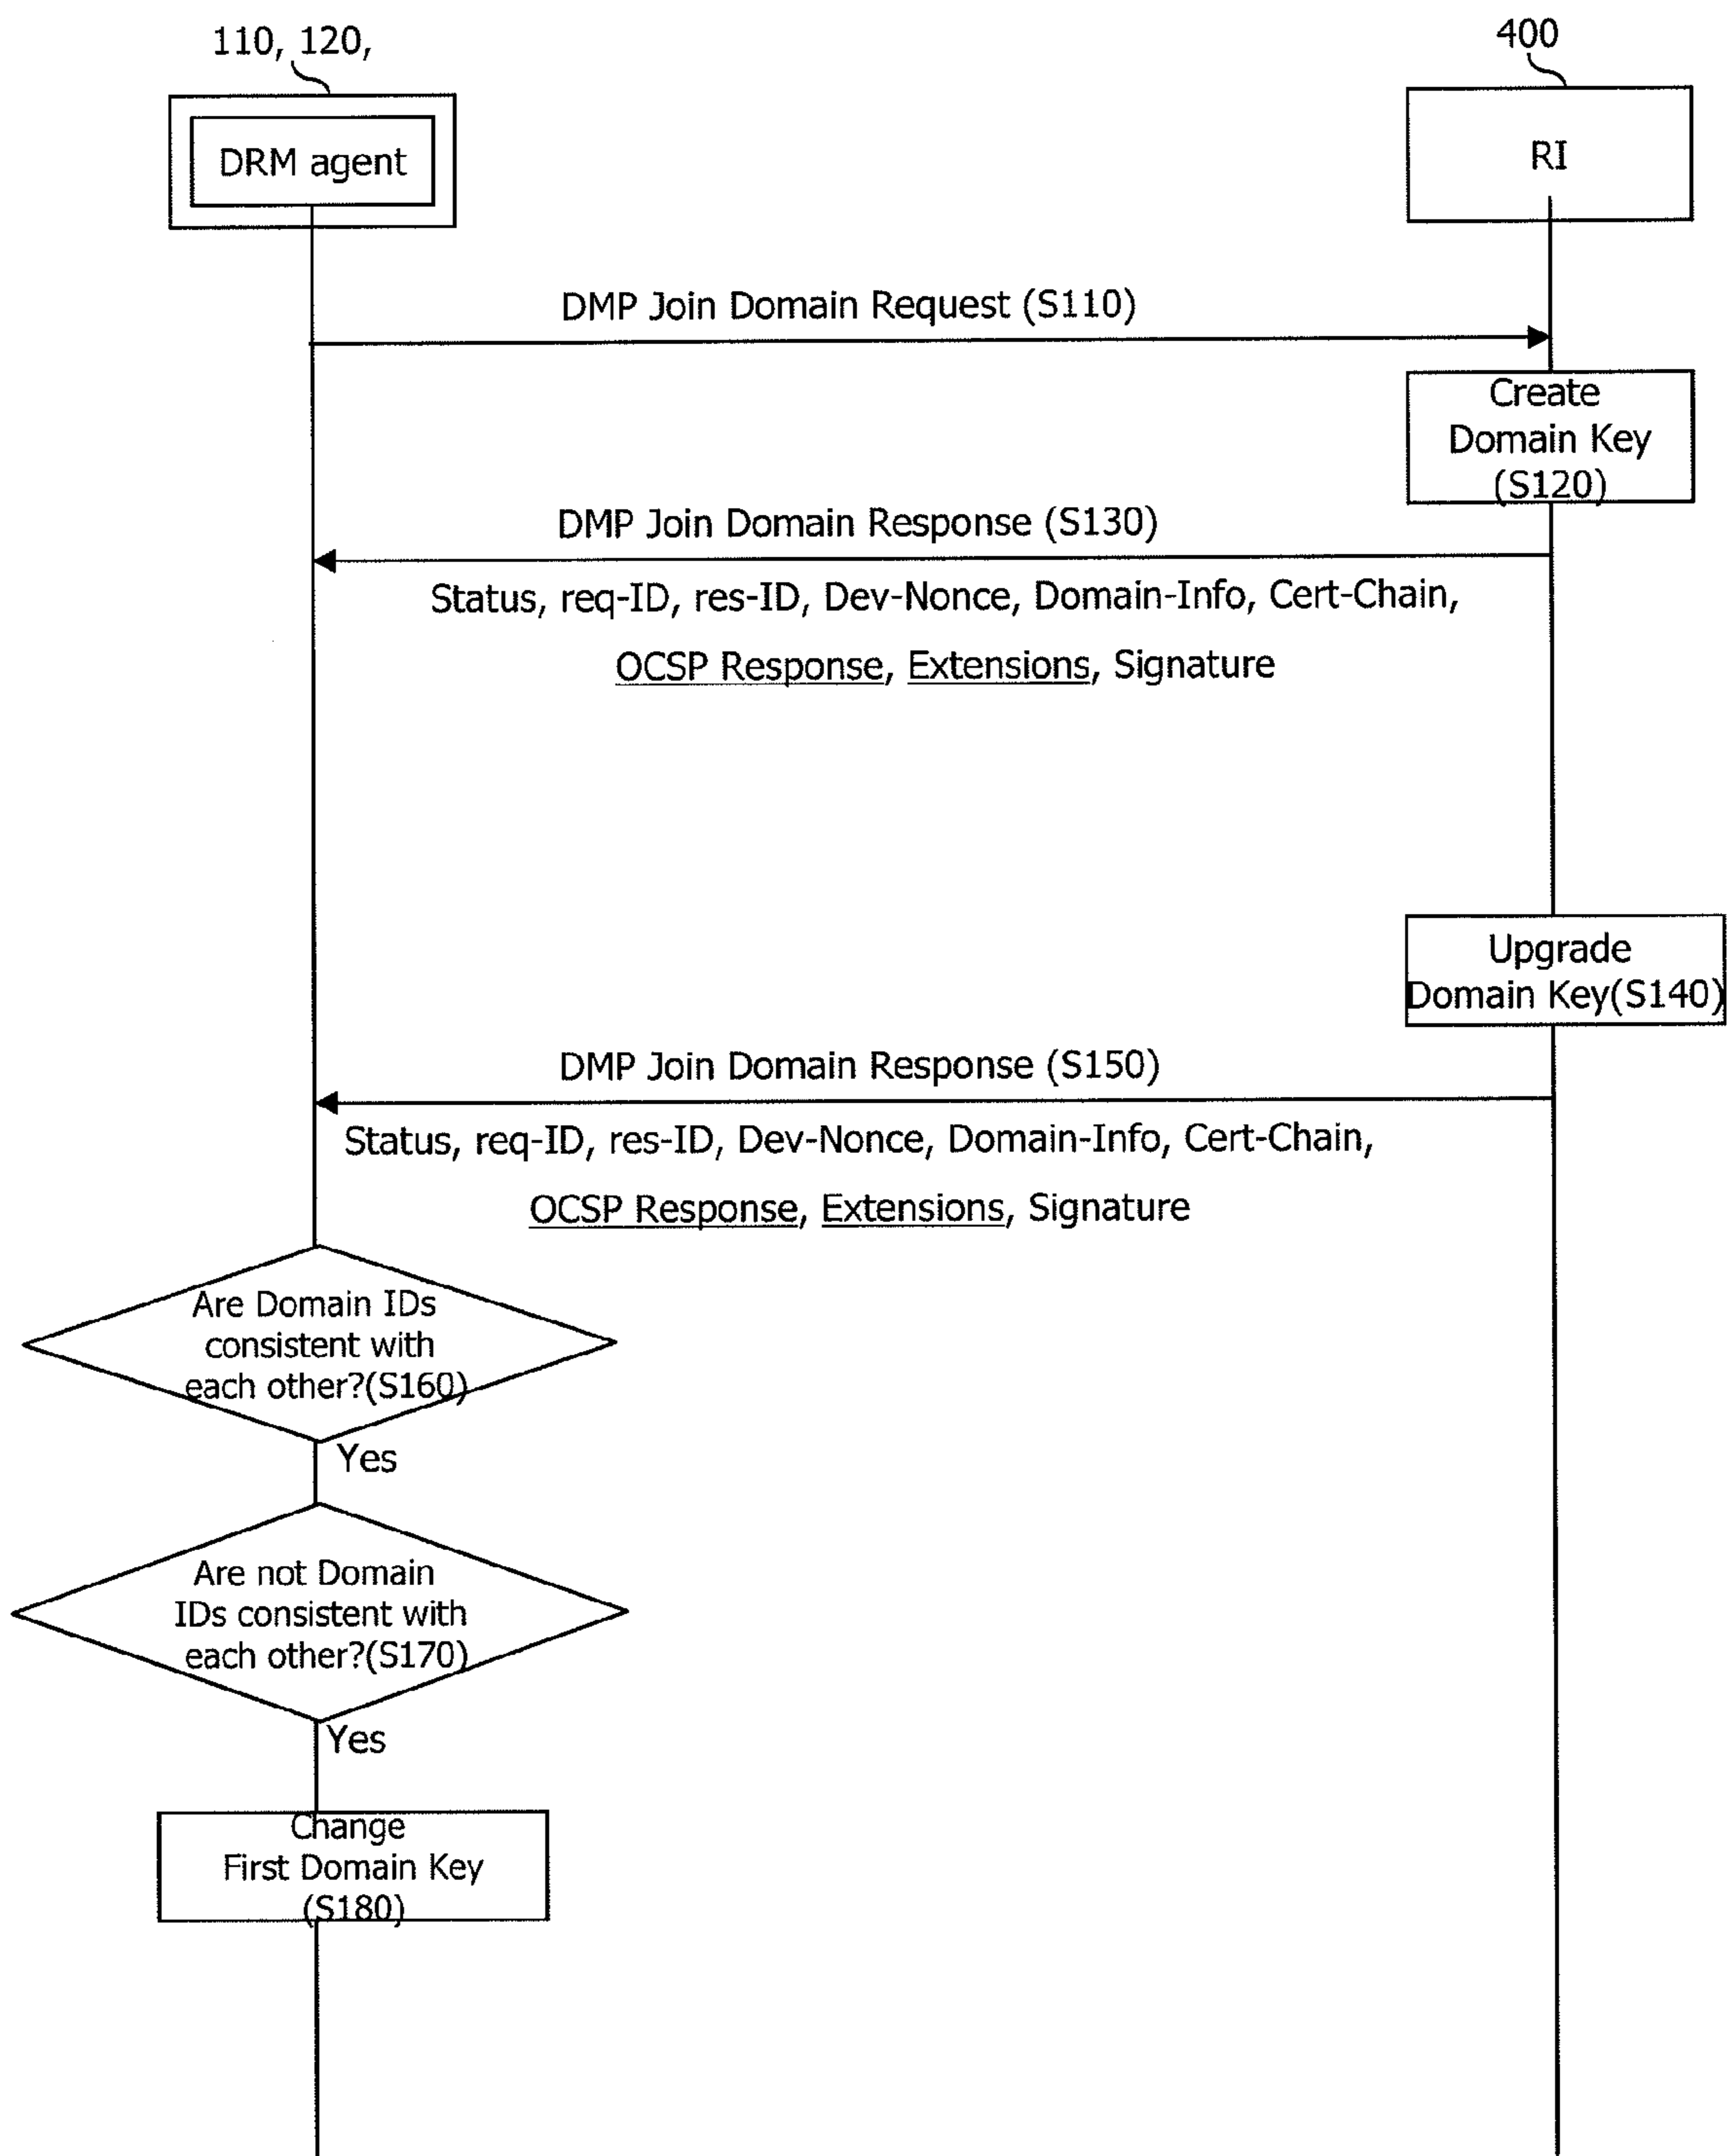 110, 120,
400
DRM agent
RI
DMP Join Domain Request (S110)
Create
Domain Key
(S120)
DMP Join Domain Response (S130)
Status, req-ID, res-ID, Dev-Nonce, Domain-Info, Cert-Chain,
OCSP Response, Extensions, Signature
Upgrade
Domain Key(S140)
DMP Join Domain Response (S150)
Status, req-ID, res-ID, Dev-Nonce, Domain-Info, Cert-Chain,
OCSP Response, Extensions, Signature
Are Domain IDs
consistent with
each other?(S160)
Yes
Are not Domain
IDs consistent with
each other?(S170)
Yes
Change
First Domain Key
(S180)